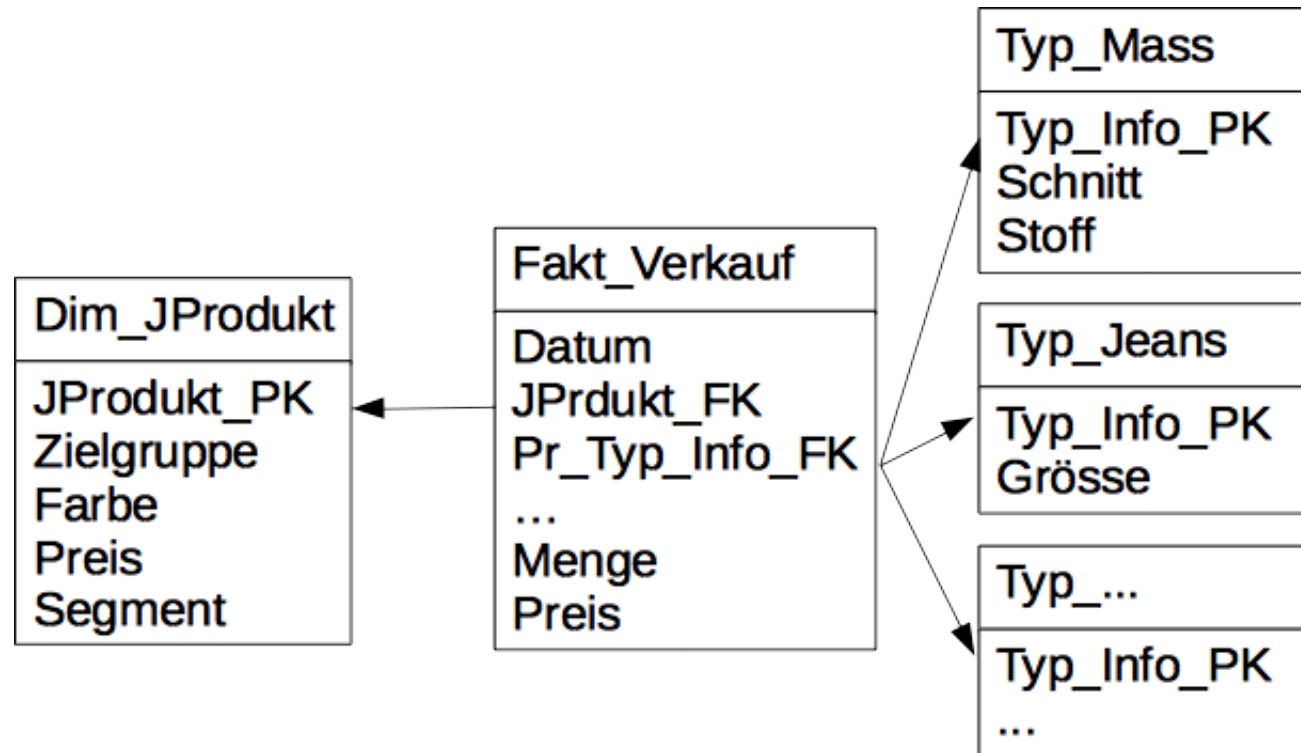 Dim_JProdukt
JProdukt_PK
Zielgruppe
Farbe
Preis
Segment
Fakt_Verkauf
Datum
JPrdukt_FK
Pr_Typ_Info_FK
...
Menge
Preis
Typ_Mass
Typ_Info_PK
Schnitt
Stoff
Typ_Jeans
Typ_Info_PK
Grösse
Typ_...
Typ_Info_PK
...